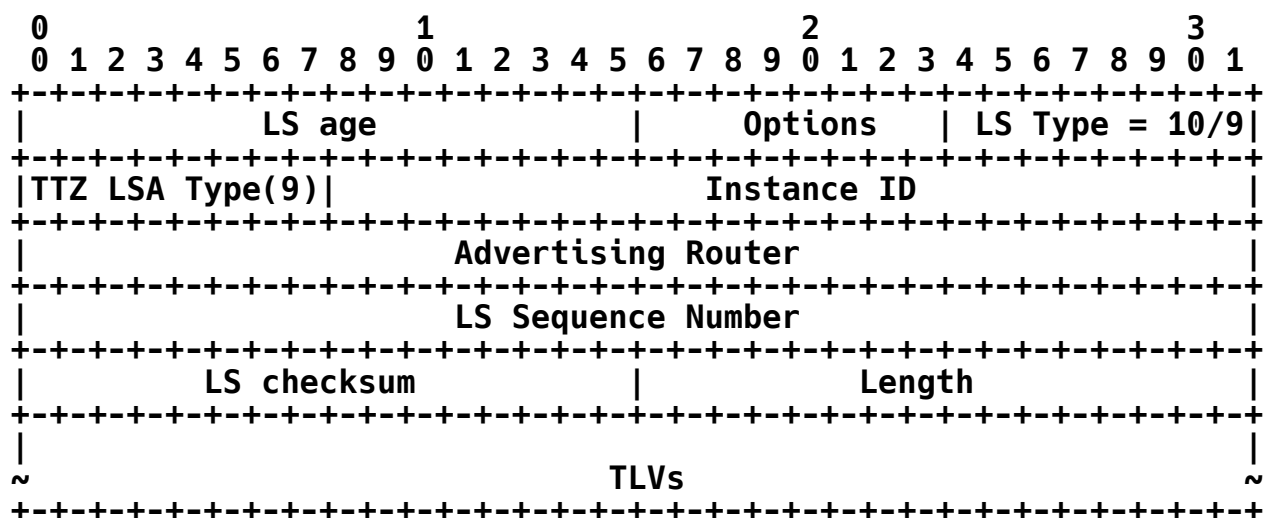 0                   1                   2                   3
 0 1 2 3 4 5 6 7 8 9 0 1 2 3 4 5 6 7 8 9 0 1 2 3 4 5 6 7 8 9 0 1
+-+-+-+-+-+-+-+-+-+-+-+-+-+-+-+-+-+-+-+-+-+-+-+-+-+-+-+-+-+-+-+-+
|            LS age             |     Options   | LS Type = 10/9|
+-+-+-+-+-+-+-+-+-+-+-+-+-+-+-+-+-+-+-+-+-+-+-+-+-+-+-+-+-+-+-+-+
|TTZ LSA Type(9)|                   Instance ID                 |
+-+-+-+-+-+-+-+-+-+-+-+-+-+-+-+-+-+-+-+-+-+-+-+-+-+-+-+-+-+-+-+-+
|                      Advertising Router                       |
+-+-+-+-+-+-+-+-+-+-+-+-+-+-+-+-+-+-+-+-+-+-+-+-+-+-+-+-+-+-+-+-+
|                      LS Sequence Number                       |
+-+-+-+-+-+-+-+-+-+-+-+-+-+-+-+-+-+-+-+-+-+-+-+-+-+-+-+-+-+-+-+-+
|         LS checksum           |           Length              |
+-+-+-+-+-+-+-+-+-+-+-+-+-+-+-+-+-+-+-+-+-+-+-+-+-+-+-+-+-+-+-+-+
|                                                               |
~                              TLVs                             ~
+-+-+-+-+-+-+-+-+-+-+-+-+-+-+-+-+-+-+-+-+-+-+-+-+-+-+-+-+-+-+-+-+